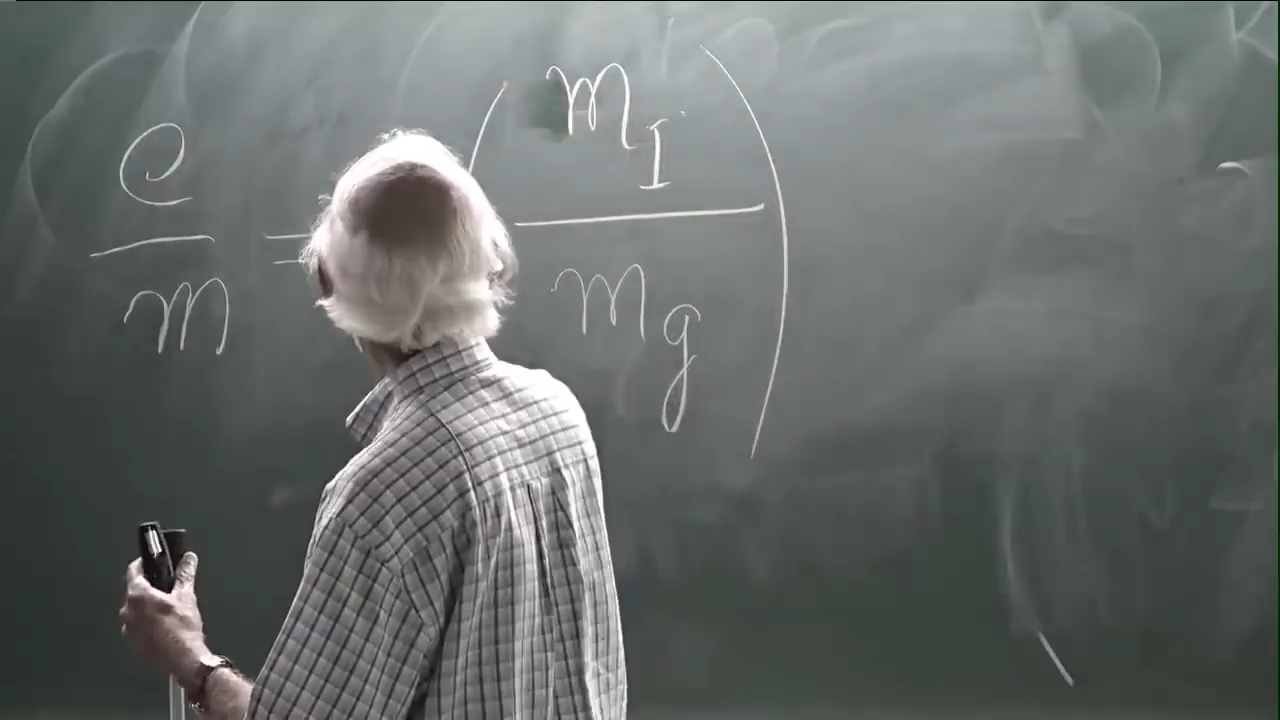 e/m = (m_I/m_g)